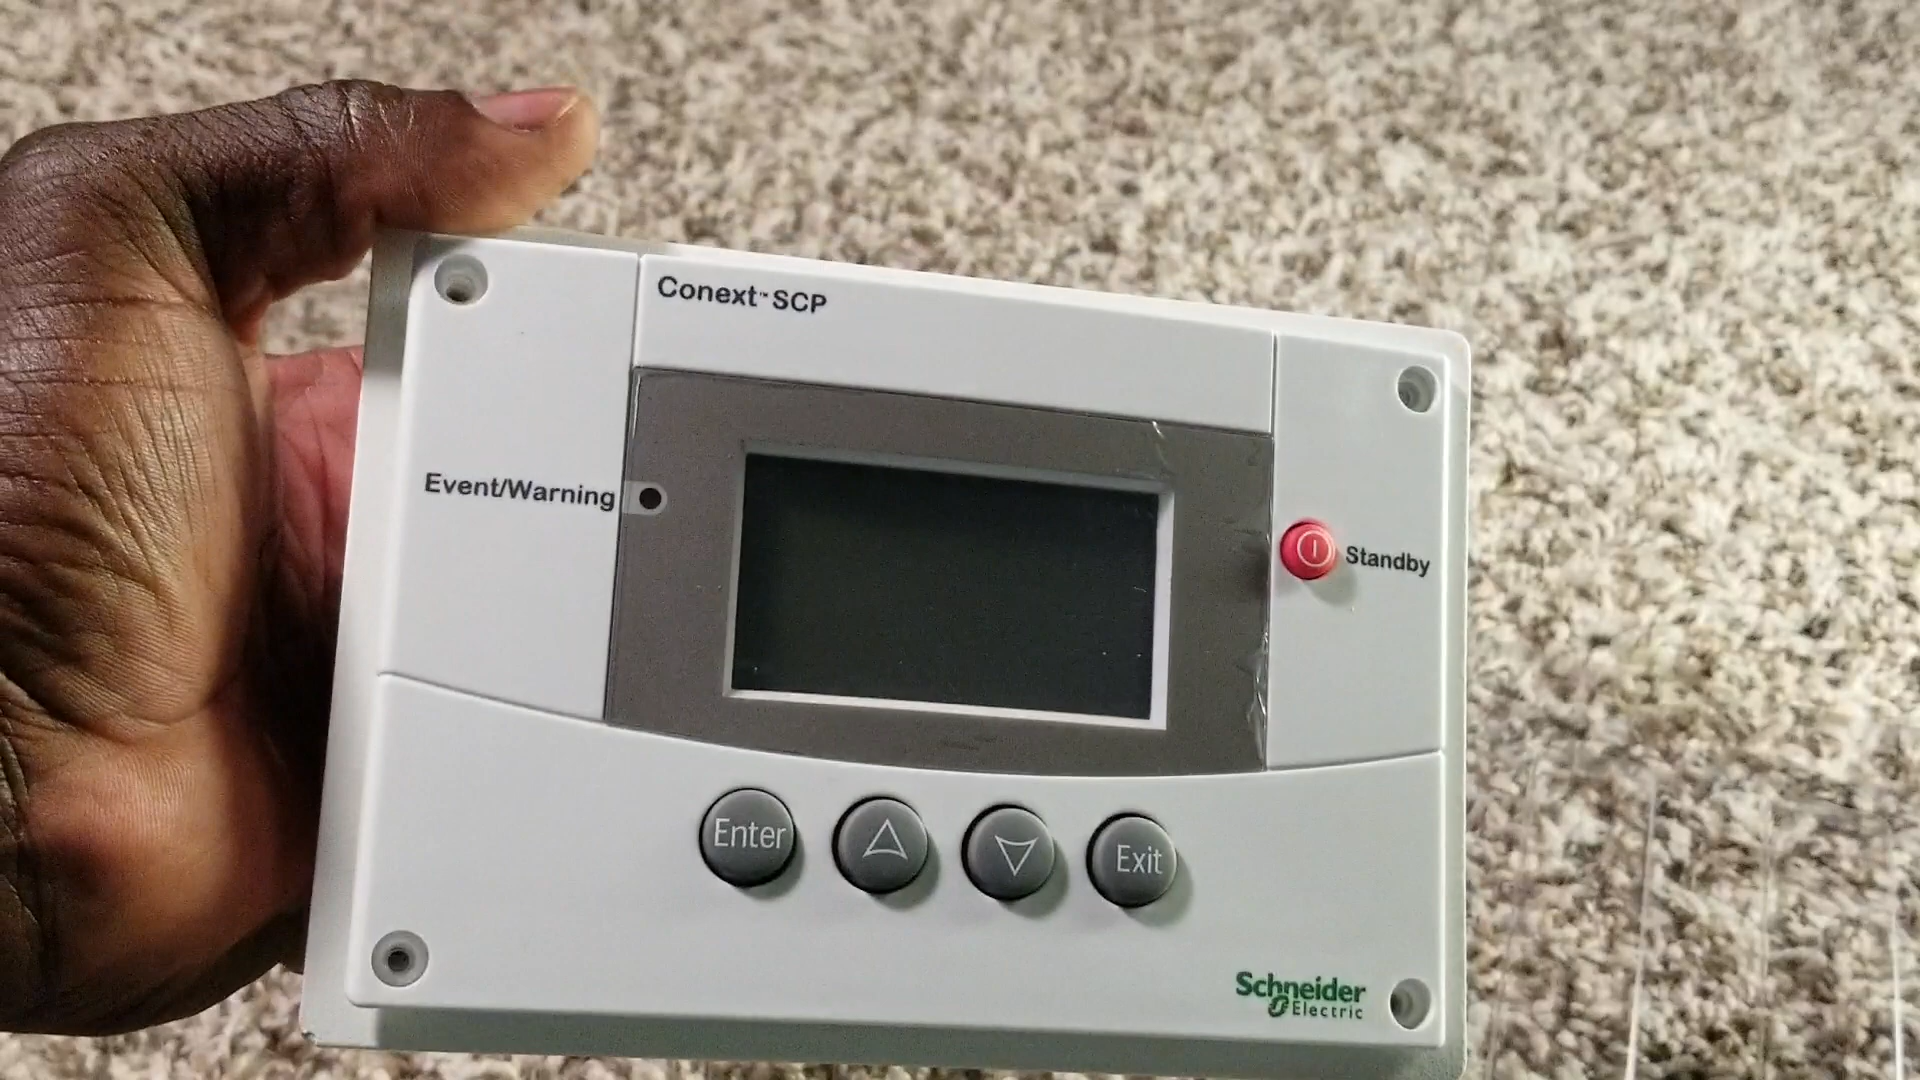 Conext™ SCP
Event/Warning
Standby
Enter
Exit
Schneider
Electric